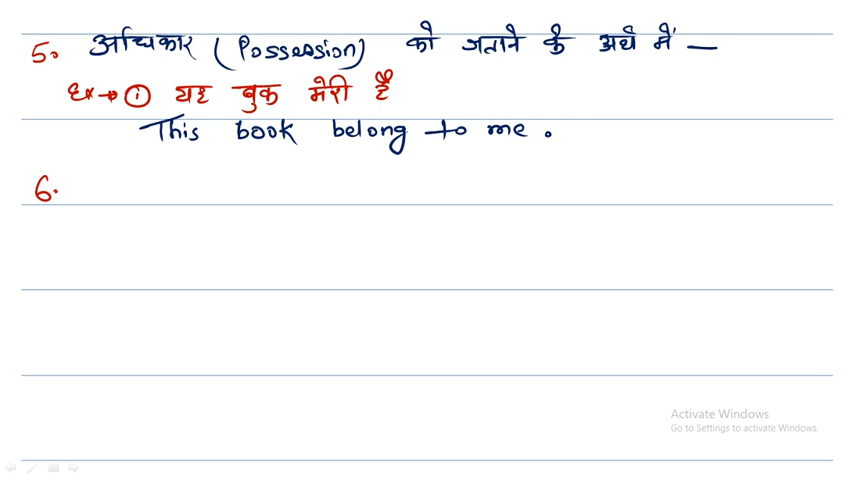 5. अधिकार (Possession) को जताने के अर्थ में —
Ex → ① यह बुक मेरी है
This book belong to me .
6.
Activate Windows
Go to Settings to activate Windows.